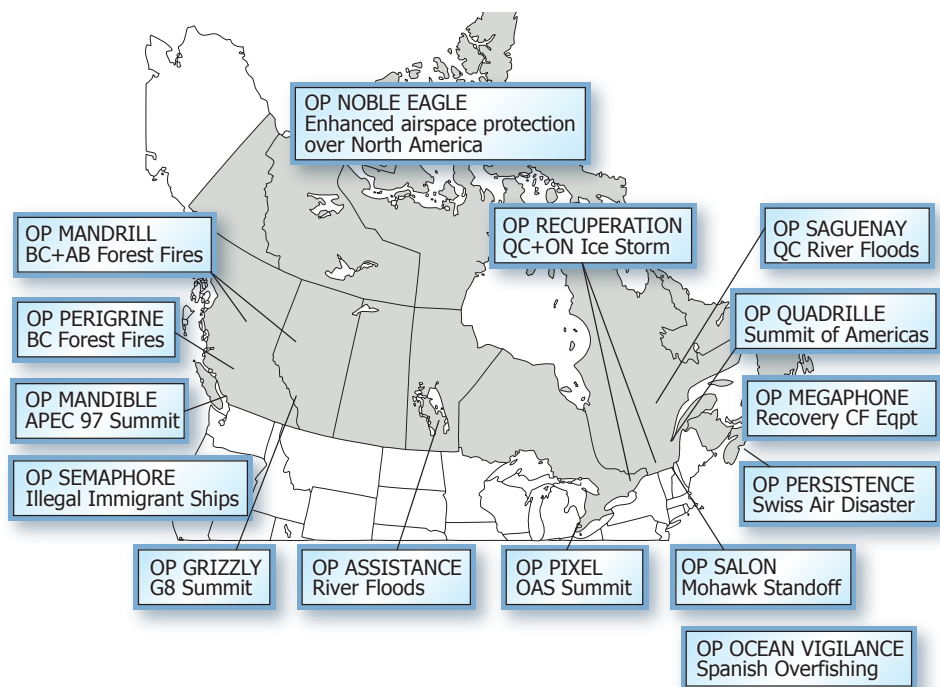 OP NOBLE EAGLE
Enhanced airspace protection
over North America
OP MANDRILL
BC+AB Forest Fires
OP RECUPERATION
QC+ON Ice Storm
OP SAGUENAY
QC River Floods
OP PERIGRINE
BC Forest Fires
OP QUADRILLE
Summit of Americas
OP MANDIBLE
APEC 97 Summit
OP MEGAPHONE
Recovery CF Eqpt
OP SEMAPHORE
Illegal Immigrant Ships
OP PERSISTENCE
Swiss Air Disaster
OP GRIZZLY
G8 Summit
OP ASSISTANCE
River Floods
OP PIXEL
OAS Summit
OP SALON
Mohawk Standoff
OP OCEAN VIGILANCE
Spanish Overfishing